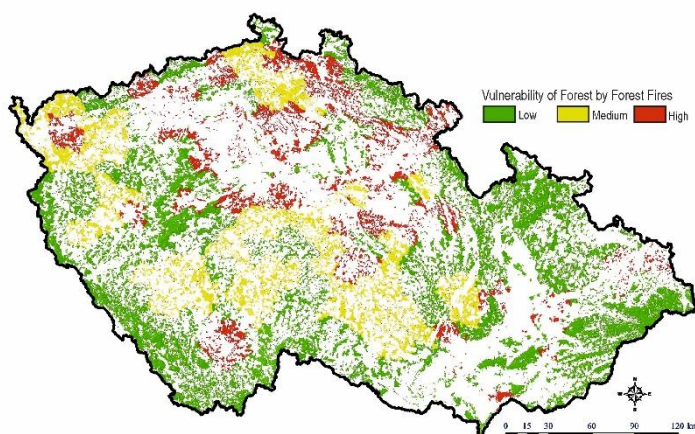 Vulnerability of Forest by Forest Fires
Low Medium High
N
W E
S
0 15 30 60 90 120 km